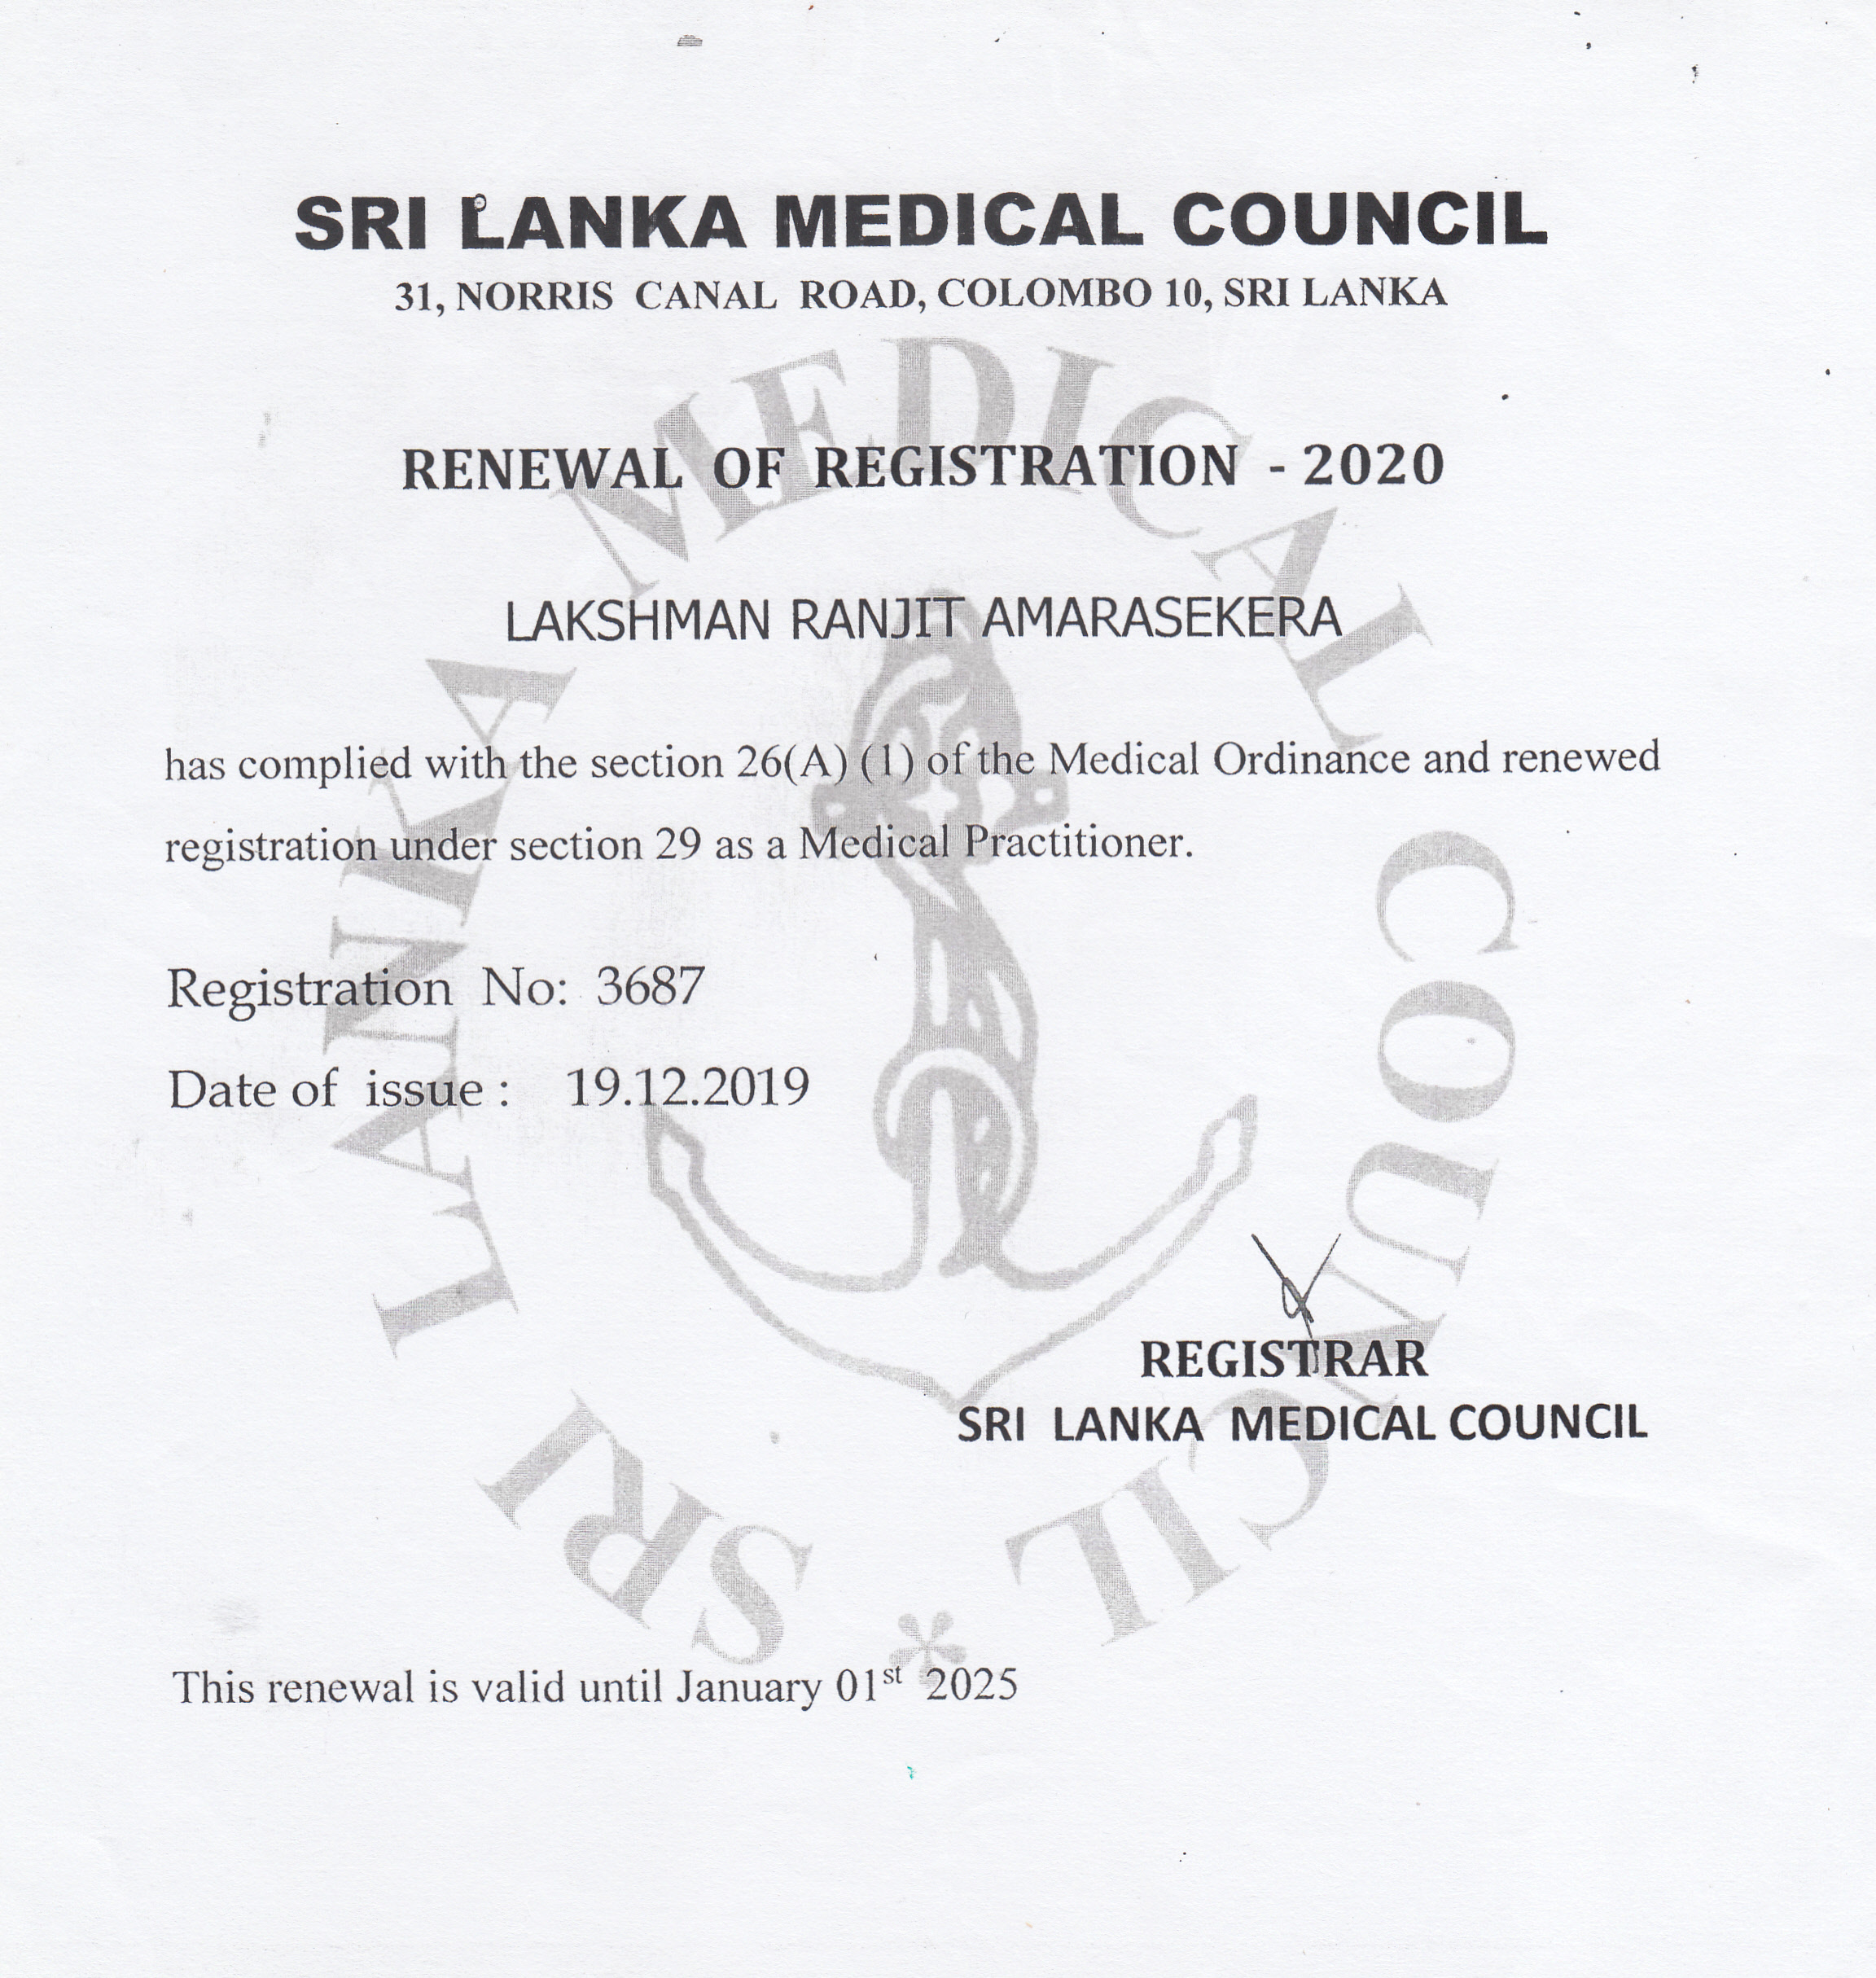 SRI LANKA MEDICAL COUNCIL
31, NORRIS CANAL ROAD, COLOMBO 10, SRI LANKA
RENEWAL OF REGISTRATION - 2020
LAKSHMAN RANJIT AMARASEKERA
has complied with the section 26(A) (1) of the Medical Ordinance and renewed
registration under section 29 as a Medical Practitioner.
Registration No: 3687
Date of issue : 19.12.2019
REGISTRAR
SRI LANKA MEDICAL COUNCIL
This renewal is valid until January 01st 2025
SRI LANKA MEDICAL COUNCIL *